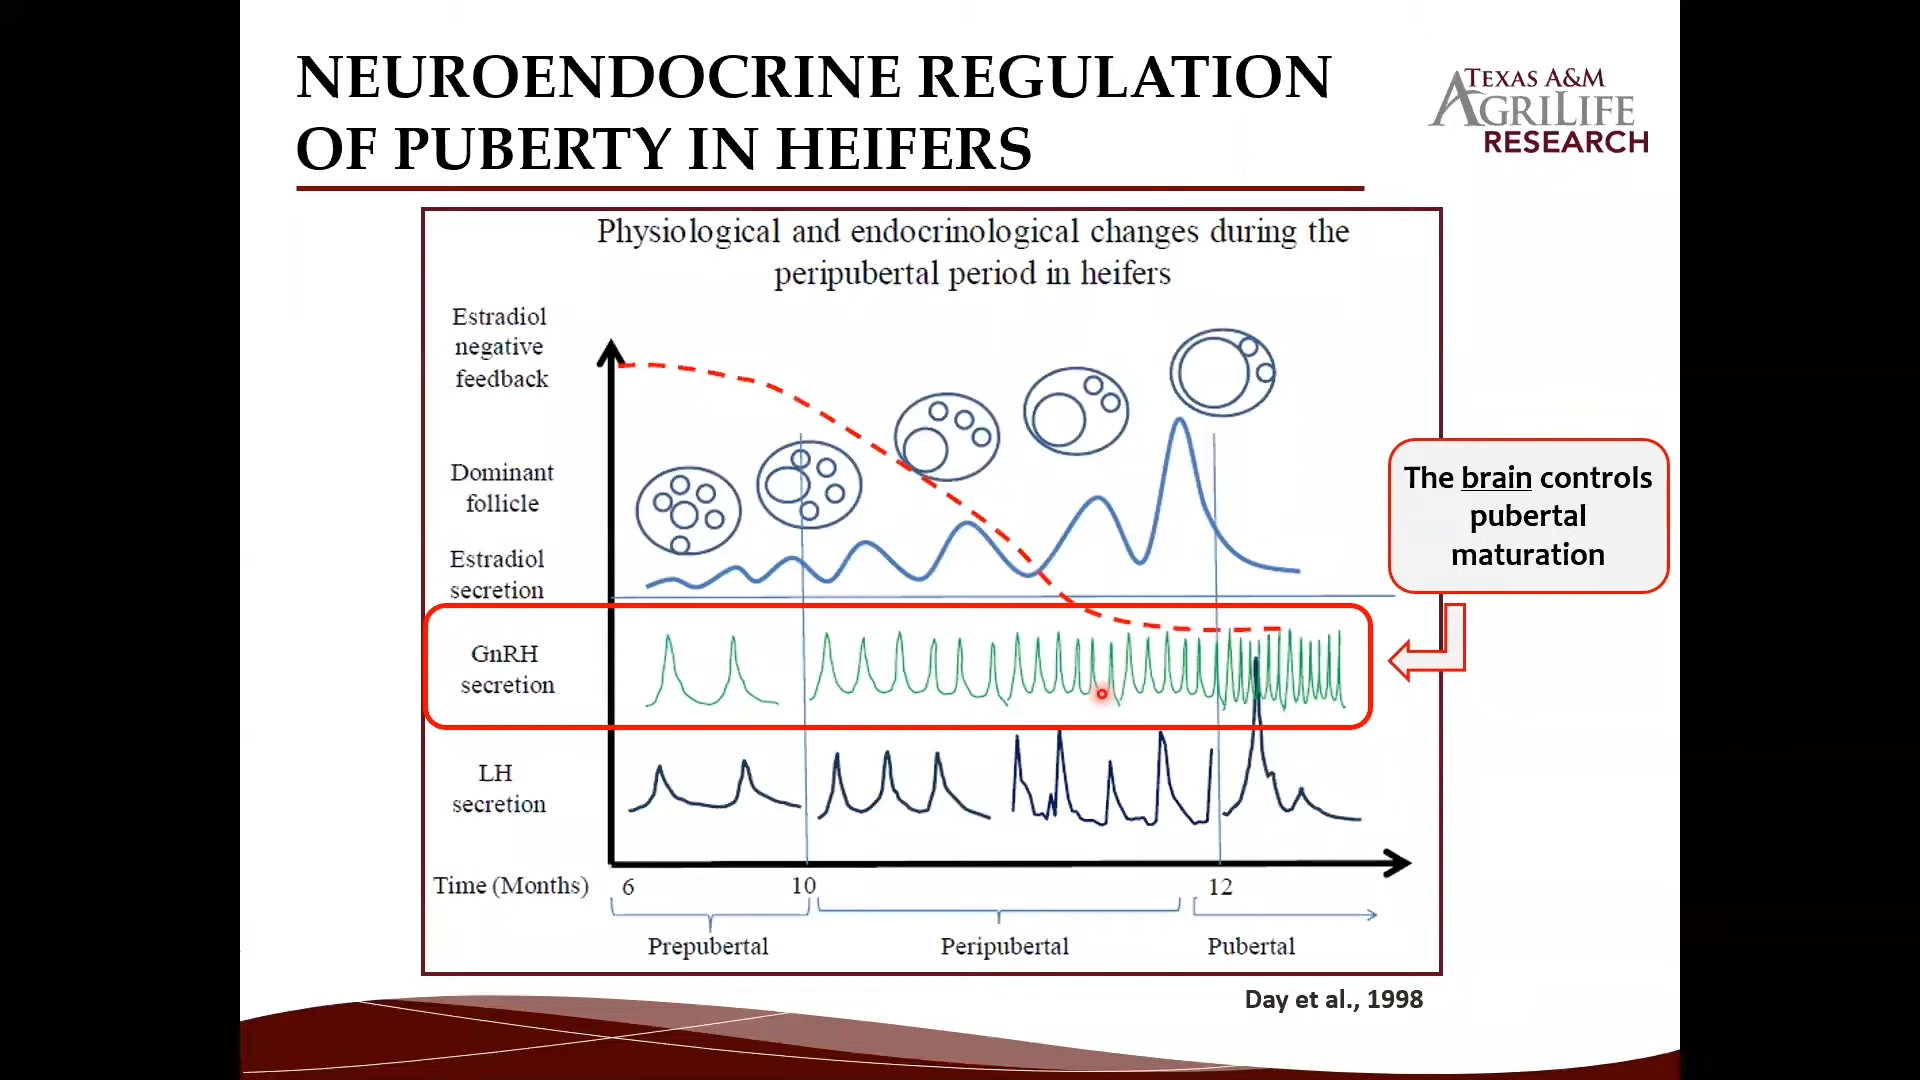 NEUROENDOCRINE REGULATION
OF PUBERTY IN HEIFERS
TEXAS A&M
AGRILIFE
RESEARCH
Physiological and endocrinological changes during the
peripubertal period in heifers
Estradiol
negative
feedback
Dominant
follicle
Estradiol
secretion
GnRH
secretion
LH
secretion
The brain controls
pubertal
maturation
Time (Months) 6 10 12
Prepubertal Peripubertal Pubertal
Day et al., 1998